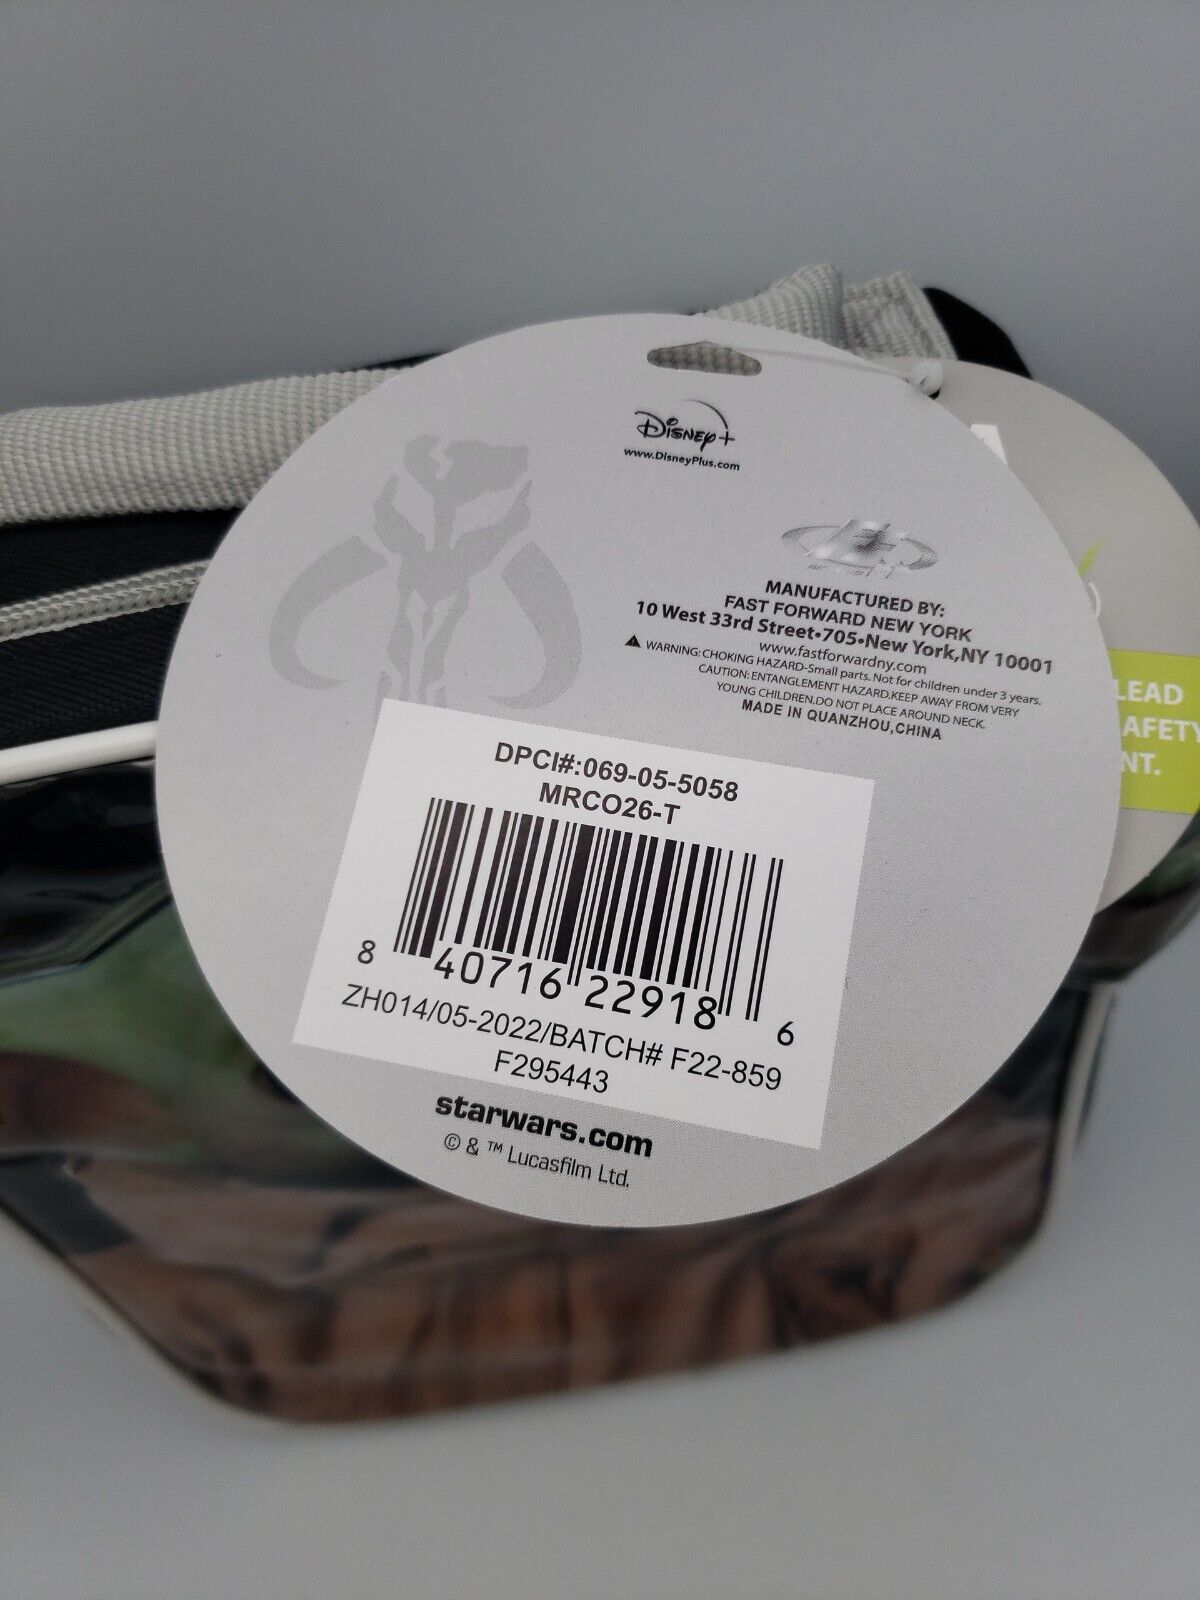 Disney+
www.DisneyPlus.com
MANUFACTURED BY:
FAST FORWARD NEW YORK
10 West 33rd Street•705•New York,NY 10001
www.fastforwardny.com
WARNING: CHOKING HAZARD-Small parts. Not for children under 3 years.
CAUTION: ENTANGLEMENT HAZARD.KEEP AWAY FROM VERY
YOUNG CHILDREN.DO NOT PLACE AROUND NECK.
MADE IN QUANZHOU,CHINA
DPCI#:069-05-5058
MRCO26-T
8 40716 22918 6
ZH014/05-2022/BATCH# F22-859
F295443
starwars.com
© & ™ Lucasfilm Ltd.
LEAD
AFETY
NT.